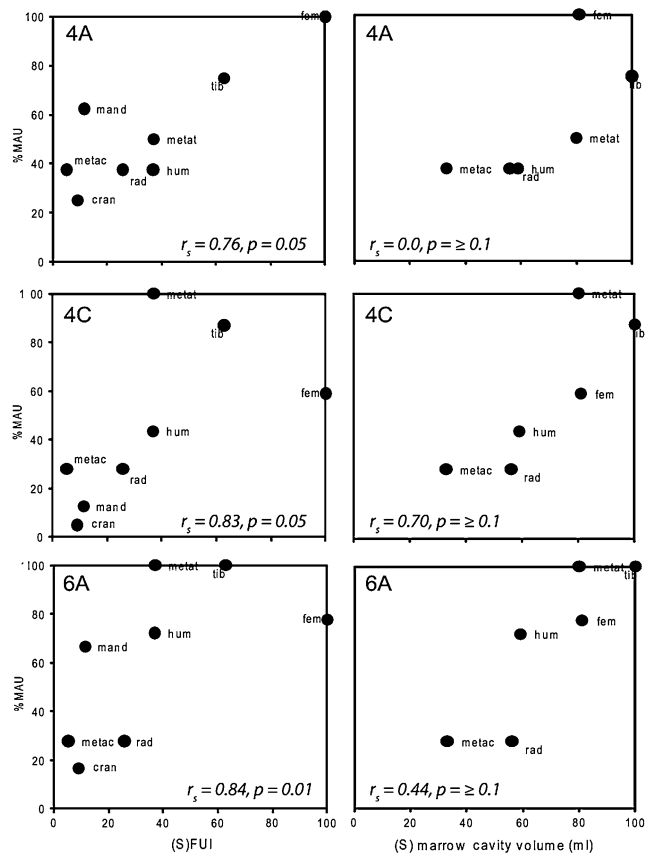 4A
100
80
60
40
20
0
%MAU
fem
tib
mand
metat
metac
rad
hum
cran
rs = 0.76, p = 0.05
4A
fem
tib
metat
metac
hum
rad
rs = 0.0, p = ≥ 0.1
4C
100
80
60
40
20
0
%MAU
metat
tib
fem
hum
metac
rad
mand
cran
rs = 0.83, p = 0.05
4C
metat
tib
fem
hum
metac
rad
rs = 0.70, p = ≥ 0.1
6A
100
80
60
40
20
0
%MAU
metat
tib
fem
hum
mand
metac
rad
cran
rs = 0.84, p = 0.01
0 20 40 60 80 100
(S)FUI
6A
metat
tib
fem
hum
metac
rad
rs = 0.44, p = ≥ 0.1
0 20 40 60 80 100
(S) marrow cavity volume (ml)